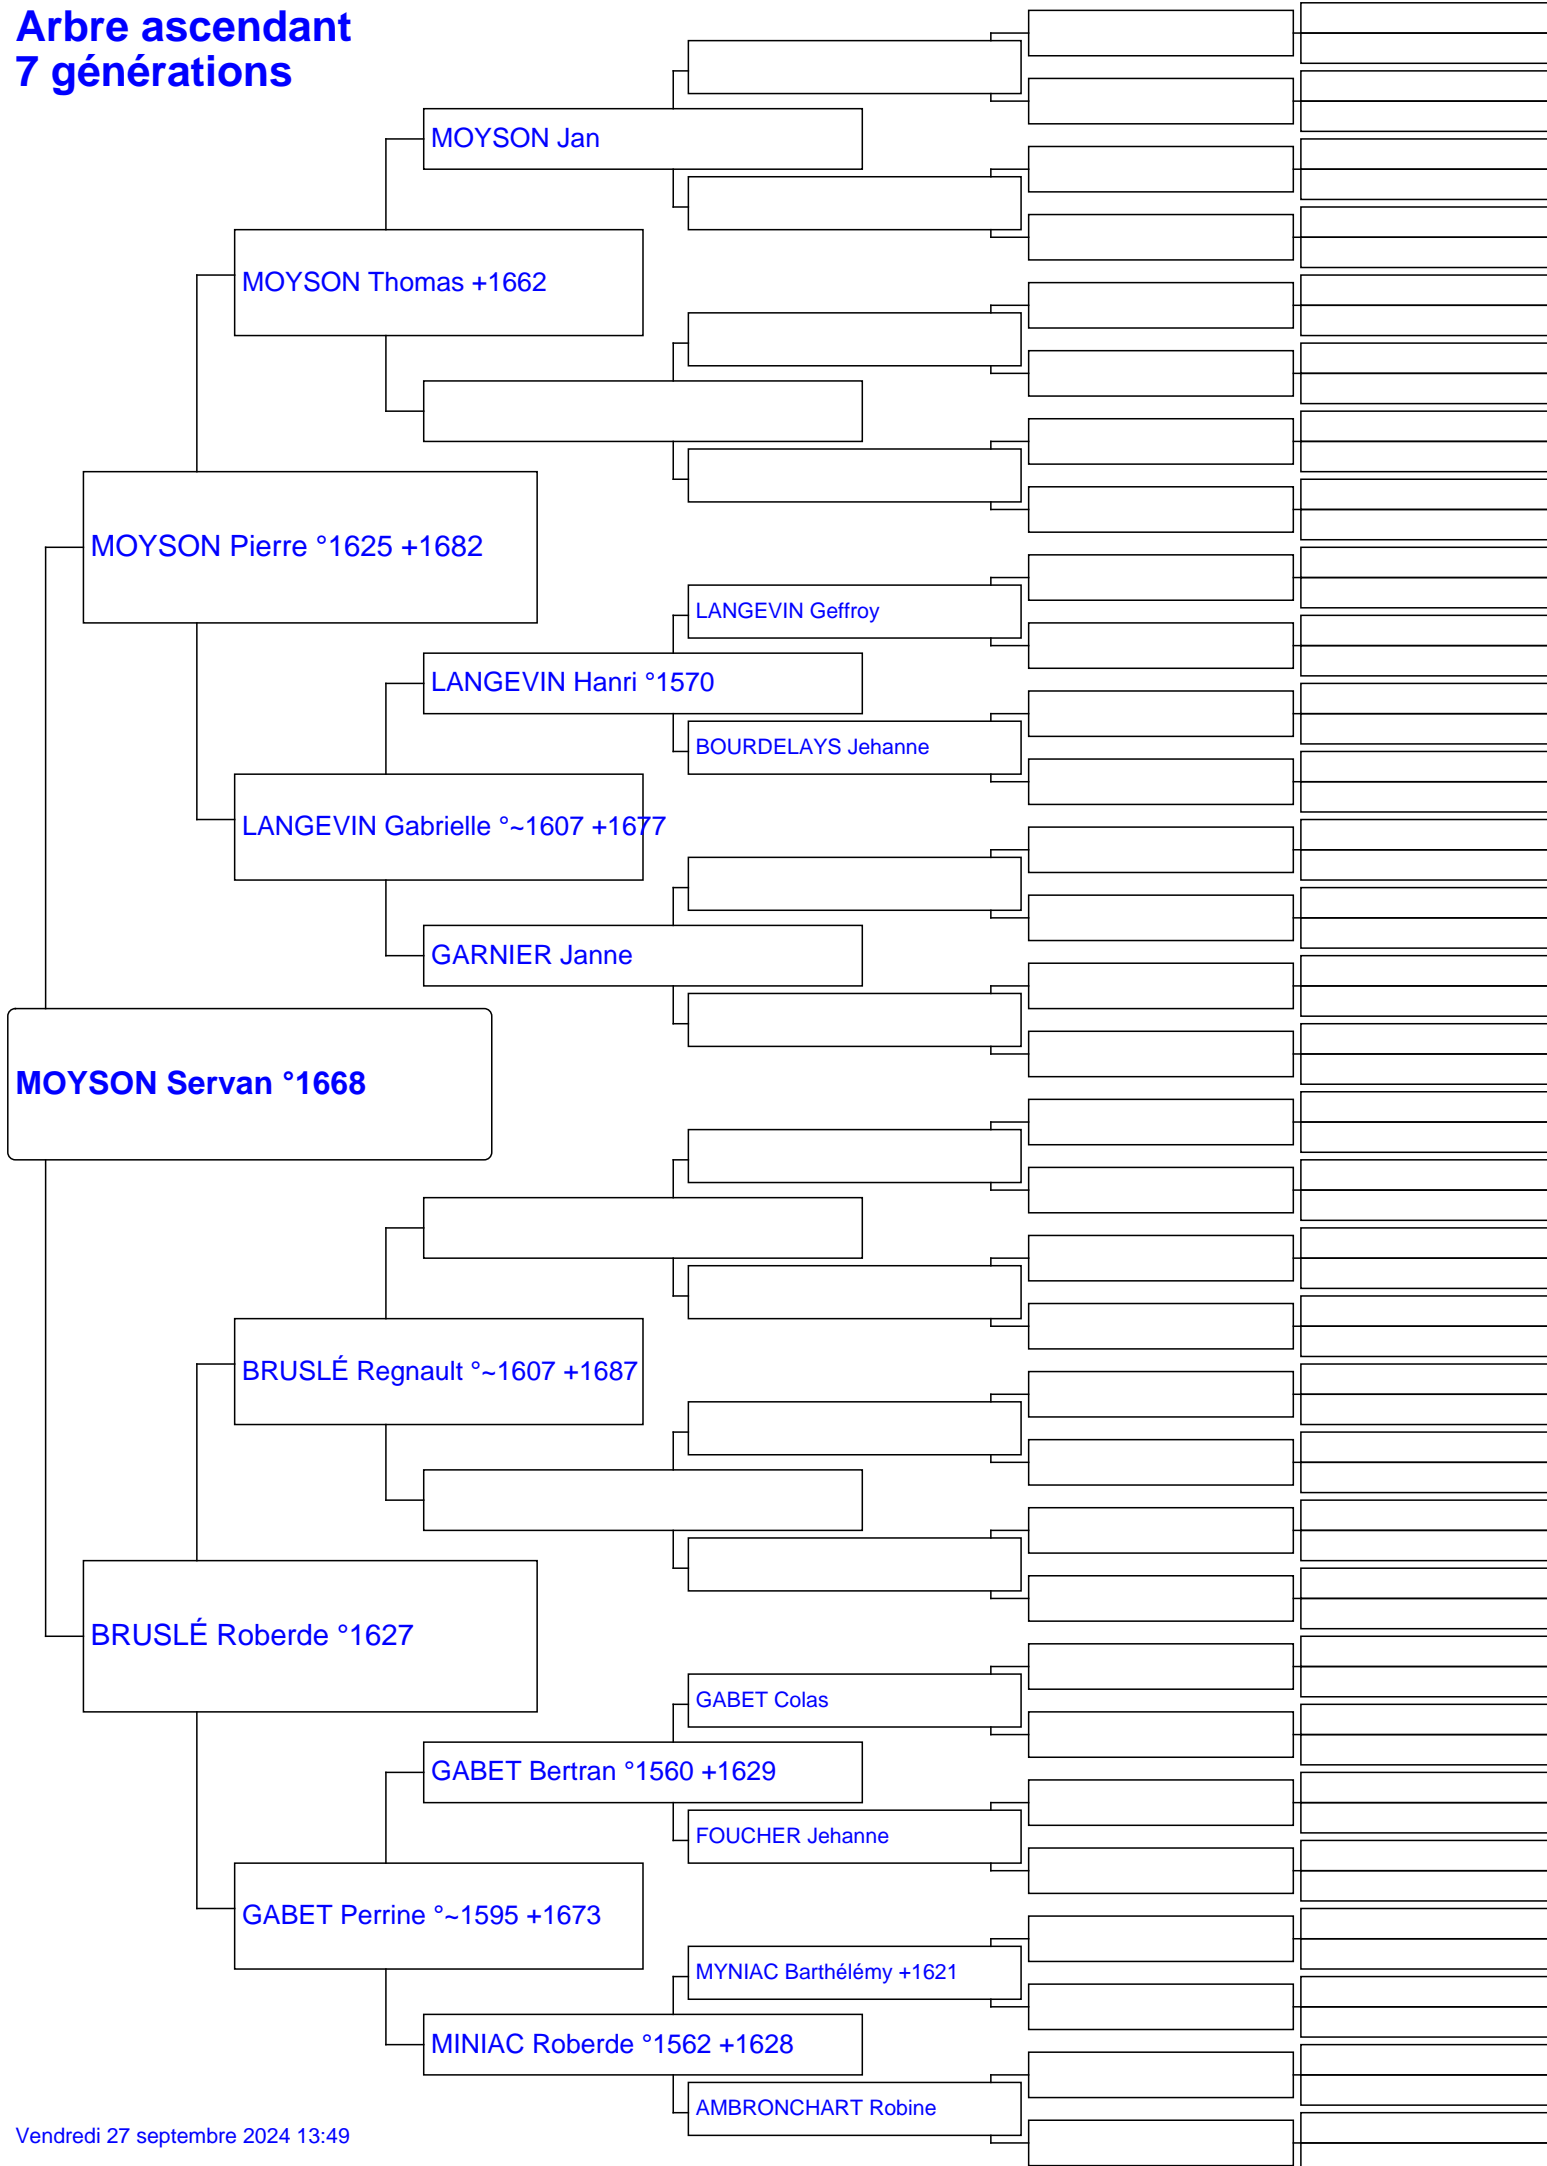 Arbre ascendant
7 générations
MOYSON Jan
MOYSON Thomas +1662
MOYSON Pierre °1625 +1682
LANGEVIN Geffroy
LANGEVIN Hanri °1570
BOURDELAYS Jehanne
LANGEVIN Gabrielle °~1607 +1677
GARNIER Janne
MOYSON Servan °1668
BRUSLÉ Regnault °~1607 +1687
BRUSLÉ Roberde °1627
GABET Colas
GABET Bertran °1560 +1629
FOUCHER Jehanne
GABET Perrine °~1595 +1673
MYNIAC Barthélémy +1621
MINIAC Roberde °1562 +1628
AMBRONCHART Robine
Vendredi 27 septembre 2024 13:49